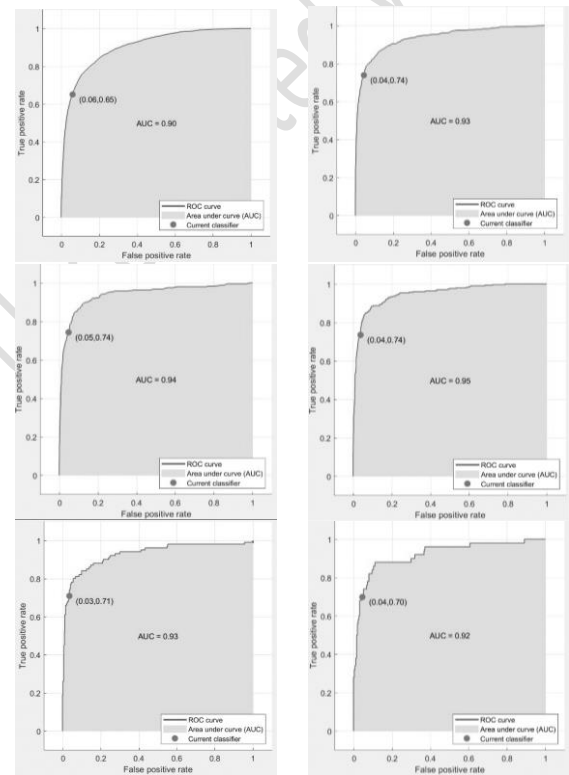 1
0.8
(0.06,0.65)
0.6
AUC = 0.90
0.4
0.2
0
True positive rate
ROC curve
Area under curve (AUC)
Current classifier
0 0.2 0.4 0.6 0.8 1
False positive rate
1
0.8
(0.04,0.74)
0.6
AUC = 0.93
0.4
0.2
0
True positive rate
ROC curve
Area under curve (AUC)
Current classifier
0 0.2 0.4 0.6 0.8 1
False positive rate
1
0.8
(0.05,0.74)
0.6
AUC = 0.94
0.4
0.2
0
True positive rate
ROC curve
Area under curve (AUC)
Current classifier
0 0.2 0.4 0.6 0.8 1
False positive rate
1
0.8
(0.04,0.74)
0.6
AUC = 0.95
0.4
0.2
0
True positive rate
ROC curve
Area under curve (AUC)
Current classifier
0 0.2 0.4 0.6 0.8 1
False positive rate
1
0.8
(0.03,0.71)
0.6
AUC = 0.93
0.4
0.2
0
True positive rate
ROC curve
Area under curve (AUC)
Current classifier
0 0.2 0.4 0.6 0.8 1
False positive rate
1
0.8
(0.04,0.70)
0.6
AUC = 0.92
0.4
0.2
0
True positive rate
ROC curve
Area under curve (AUC)
Current classifier
0 0.2 0.4 0.6 0.8 1
False positive rate